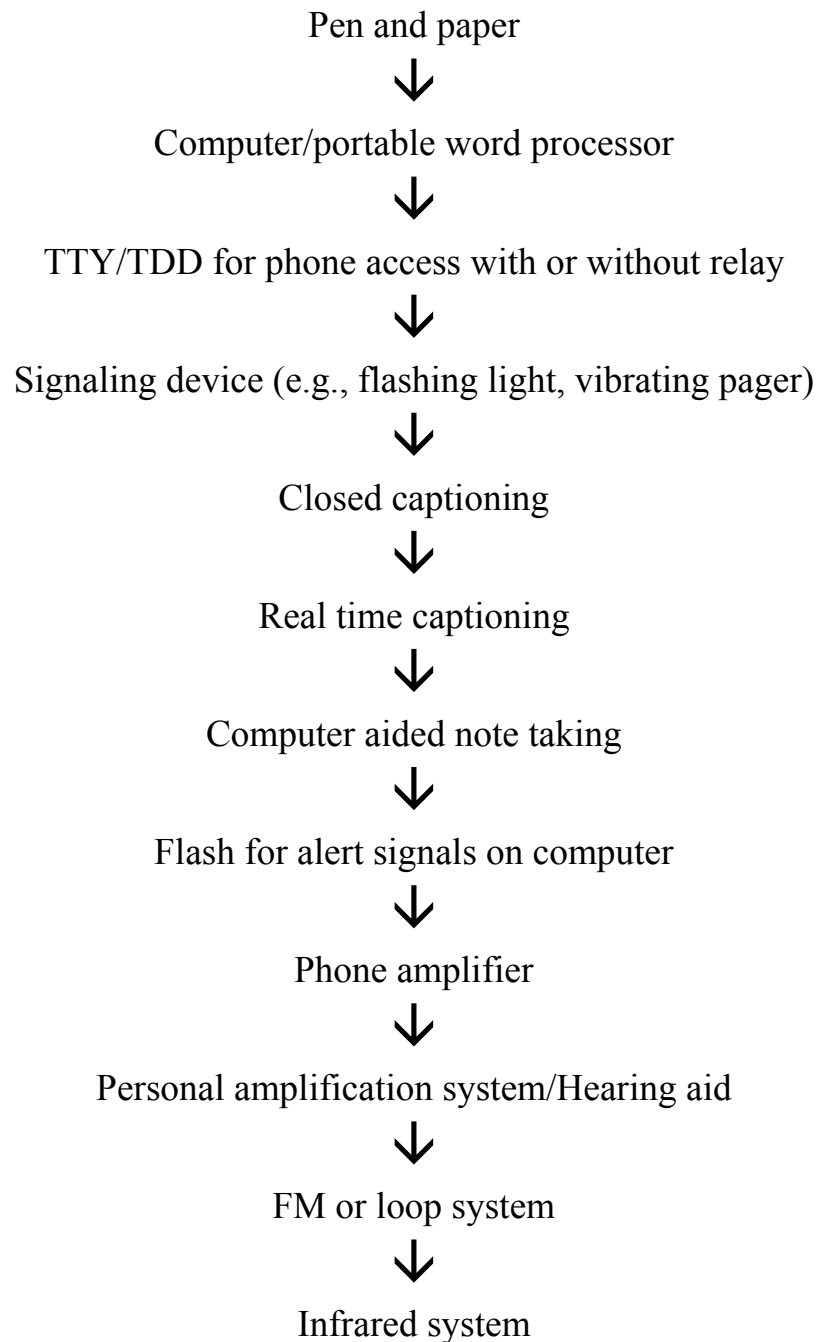 Pen and paper
Computer/portable word processor
TTY/TDD for phone access with or without relay
Signaling device (e.g., flashing light, vibrating pager)
Closed captioning
Real time captioning
Computer aided note taking
Flash for alert signals on computer
Phone amplifier
Personal amplification system/Hearing aid
FM or loop system
Infrared system